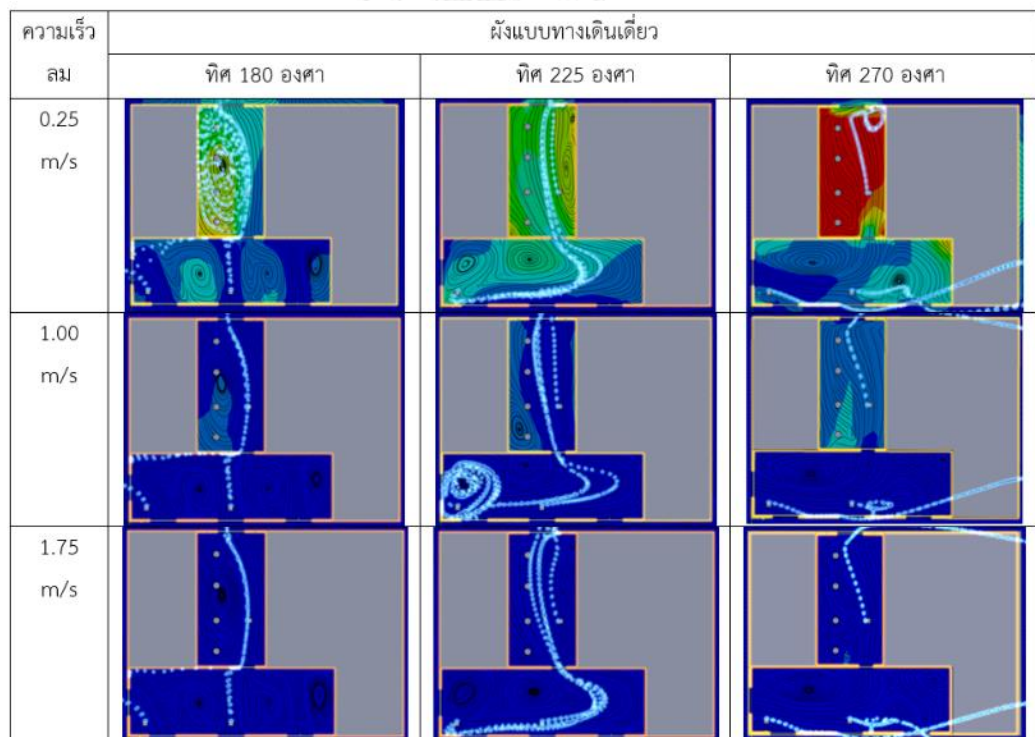 ความเร็ว
ลม
ผังแบบทางเดินเดี่ยว
ทิศ 180 องศา
ทิศ 225 องศา
ทิศ 270 องศา
0.25
m/s
1.00
m/s
1.75
m/s